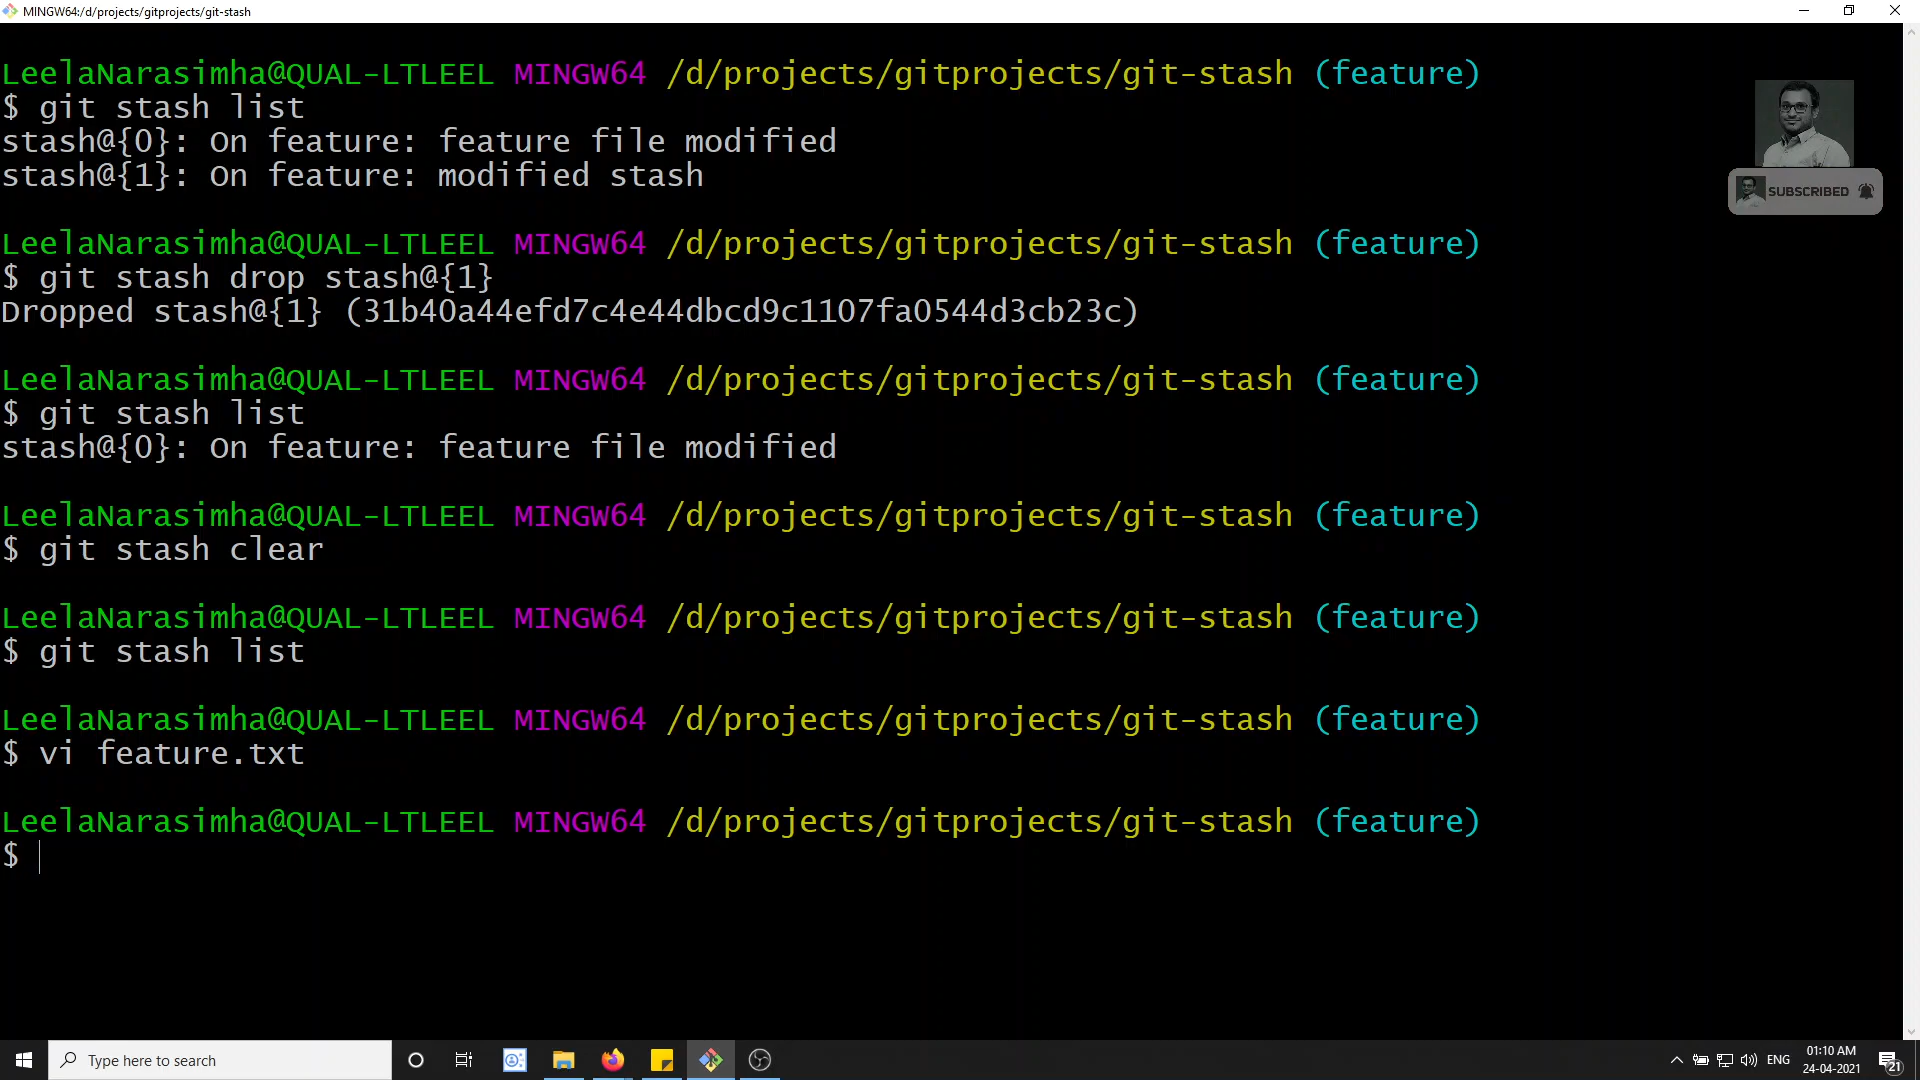 MINGW64:/d/projects/gitprojects/git-stash
LeelaNarasimha@QUAL-LTLEEL MINGW64 /d/projects/gitprojects/git-stash (feature)
$ git stash list
stash@{0}: On feature: feature file modified
stash@{1}: On feature: modified stash
LeelaNarasimha@QUAL-LTLEEL MINGW64 /d/projects/gitprojects/git-stash (feature)
$ git stash drop stash@{1}
Dropped stash@{1} (31b40a44efd7c4e44dbcd9c1107fa0544d3cb23c)
LeelaNarasimha@QUAL-LTLEEL MINGW64 /d/projects/gitprojects/git-stash (feature)
$ git stash list
stash@{0}: On feature: feature file modified
LeelaNarasimha@QUAL-LTLEEL MINGW64 /d/projects/gitprojects/git-stash (feature)
$ git stash clear
LeelaNarasimha@QUAL-LTLEEL MINGW64 /d/projects/gitprojects/git-stash (feature)
$ git stash list
LeelaNarasimha@QUAL-LTLEEL MINGW64 /d/projects/gitprojects/git-stash (feature)
$ vi feature.txt
LeelaNarasimha@QUAL-LTLEEL MINGW64 /d/projects/gitprojects/git-stash (feature)
$
SUBSCRIBED
Type here to search
ENG
01:10 AM
24-04-2021
21